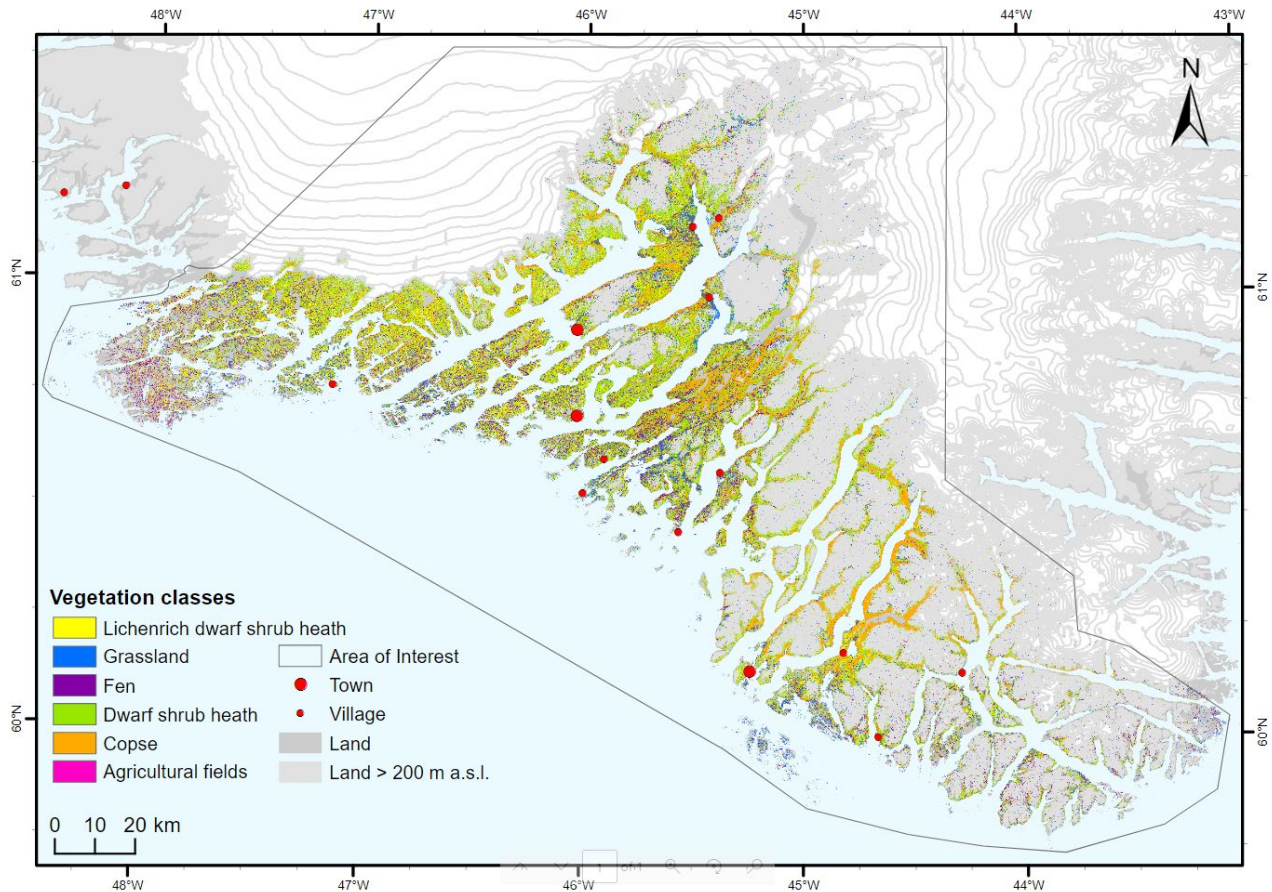 48°W 47°W 46°W 45°W 44°W 43°W
N
61°N 61°N
60°N 60°N
Vegetation classes
Lichenrich dwarf shrub heath
Grassland
Area of Interest
Fen
Town
Dwarf shrub heath
Village
Copse
Land
Agricultural fields
Land > 200 m a.s.l.
0 10 20 km
48°W 47°W 46°W 45°W 44°W
of